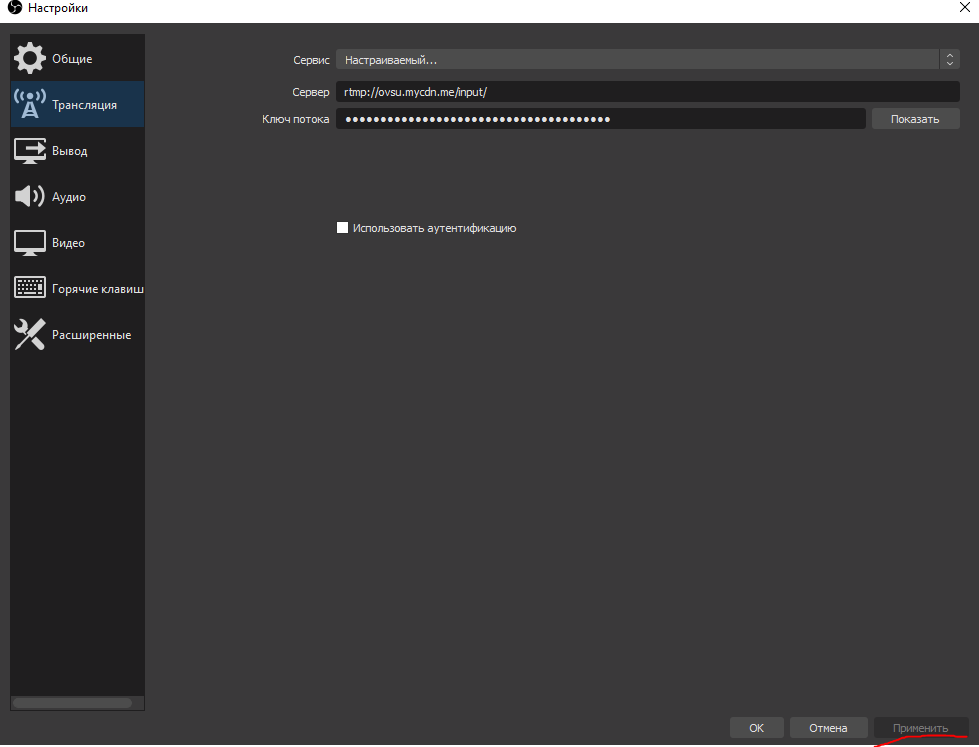 Настройки
Общие
Трансляция
Вывод
Аудио
Видео
Горячие клавиш
Расширенные
Сервис Настраиваемый...
Сервер rtmp://ovsu.mycdn.me/input/
Ключ потока ●●●●●●●●●●●●●●●●●●●●●●●●●●●●●●●●●●●●●● Показать
Использовать аутентификацию
OK Отмена Применить